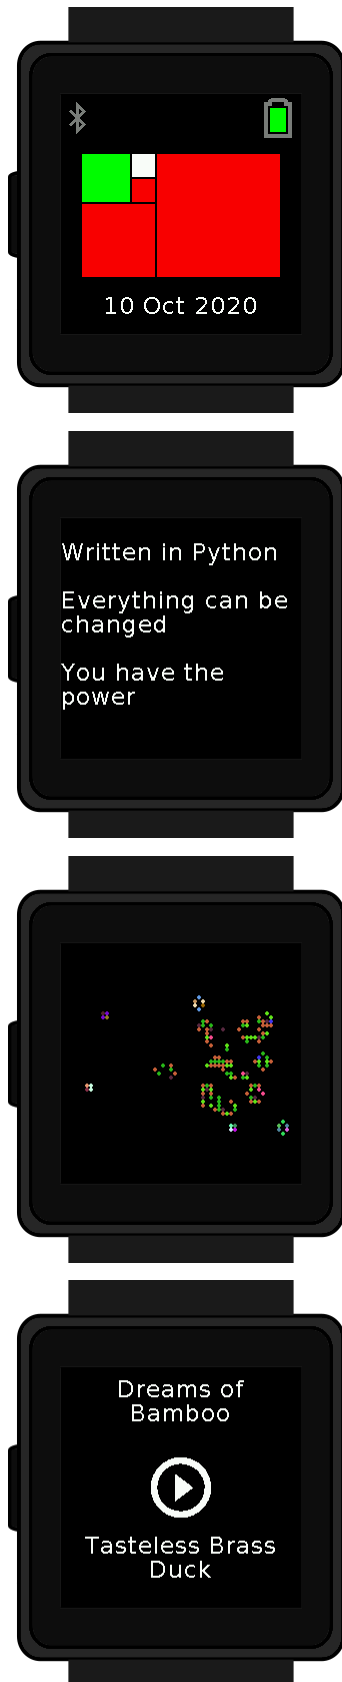 10 Oct 2020
Written in Python
Everything can be
changed
You have the
power
Dreams of
Bamboo
Tasteless Brass
Duck